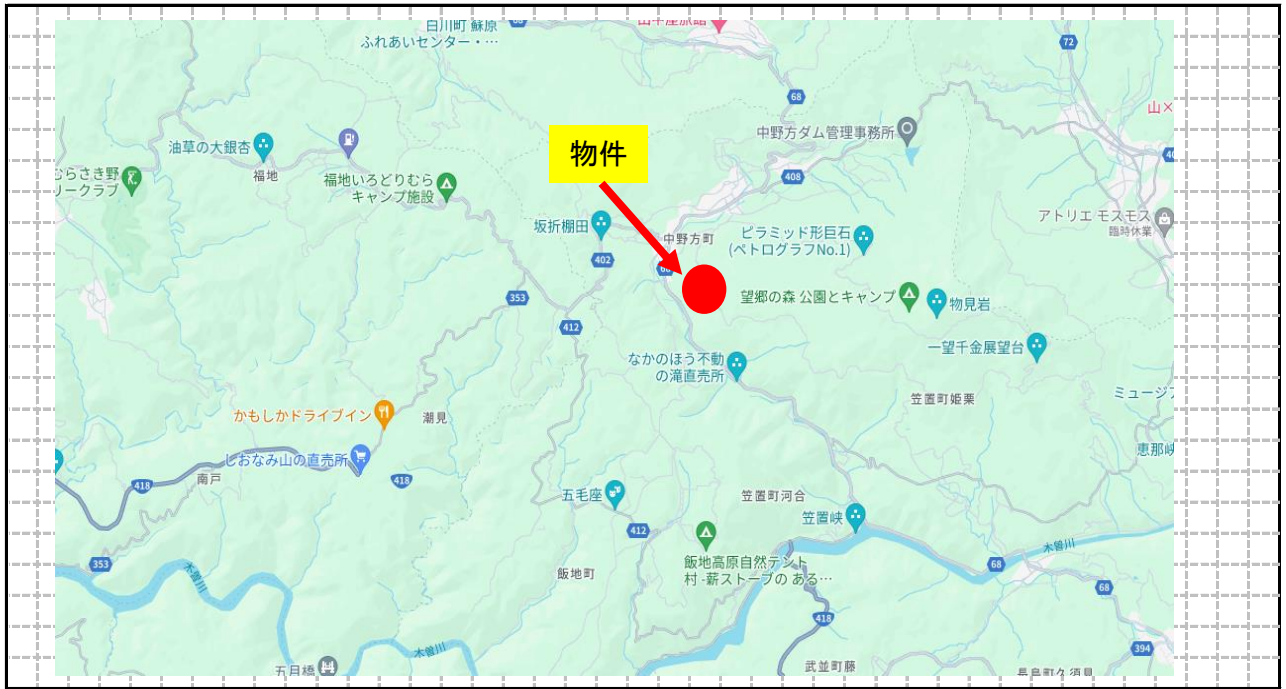 白川町 蘇原
ふれあいセンター・…
68
72
68
中野方ダム管理事務所
油草の大銀杏
福地
福地いろどりむら
キャンプ施設
むらさき野
リークラブ
物件
408
坂折棚田
中野方町
ピラミッド形巨石
(ペトログラフNo.1)
アトリエ モスモス
臨時休業
402
353
412
望郷の森 公園とキャンプ
物見岩
一望千金展望台
なかのほう不動
の滝直売所
笠置町姫栗
かもしかドライブイン
潮見
しおなみ山の直売所
南戸
418
418
五毛座
412
笠置町河合
笠置峡
木曽川
飯地高原自然テント
村 -薪ストーブの ある…
飯地町
353
木曽川
68
68
418
394
木曽川
五月橋
武並町藤
長島町久須見